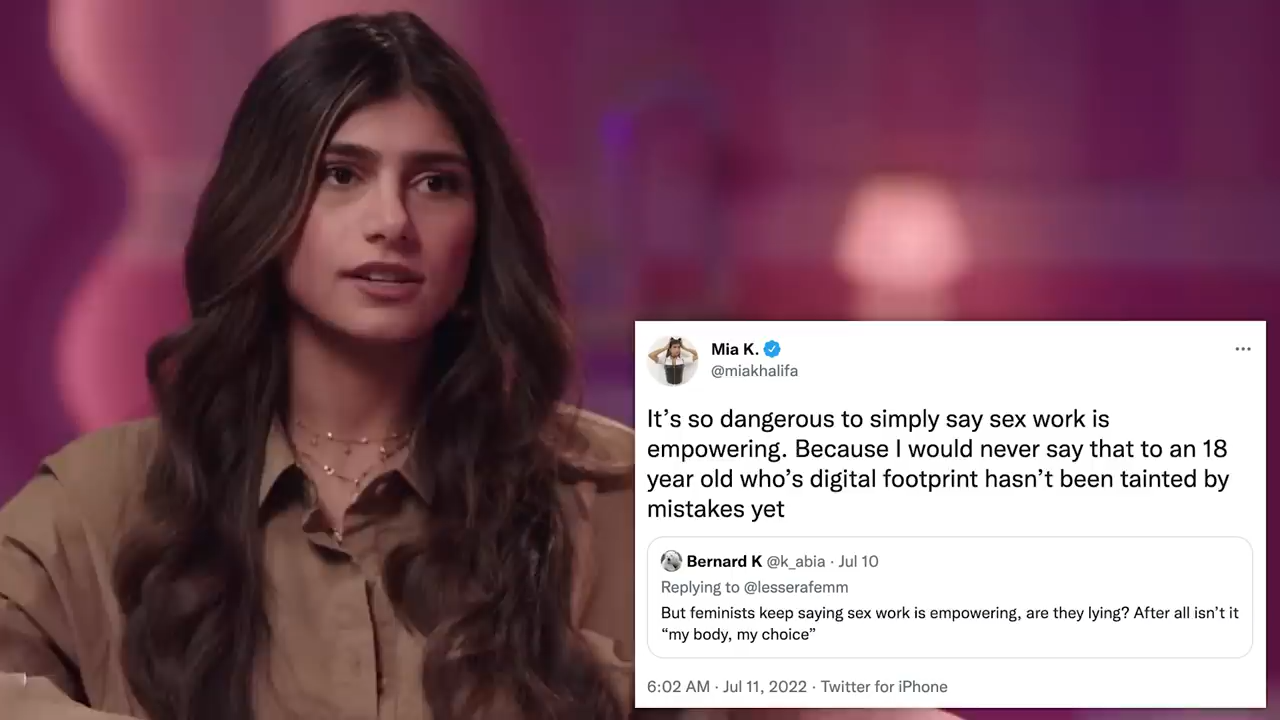 Mia K.
@miakhalifa
It’s so dangerous to simply say sex work is
empowering. Because I would never say that to an 18
year old who’s digital footprint hasn’t been tainted by
mistakes yet
Bernard K @k_abia · Jul 10
Replying to @lesserafemm
But feminists keep saying sex work is empowering, are they lying? After all isn’t it
“my body, my choice”
6:02 AM · Jul 11, 2022 · Twitter for iPhone